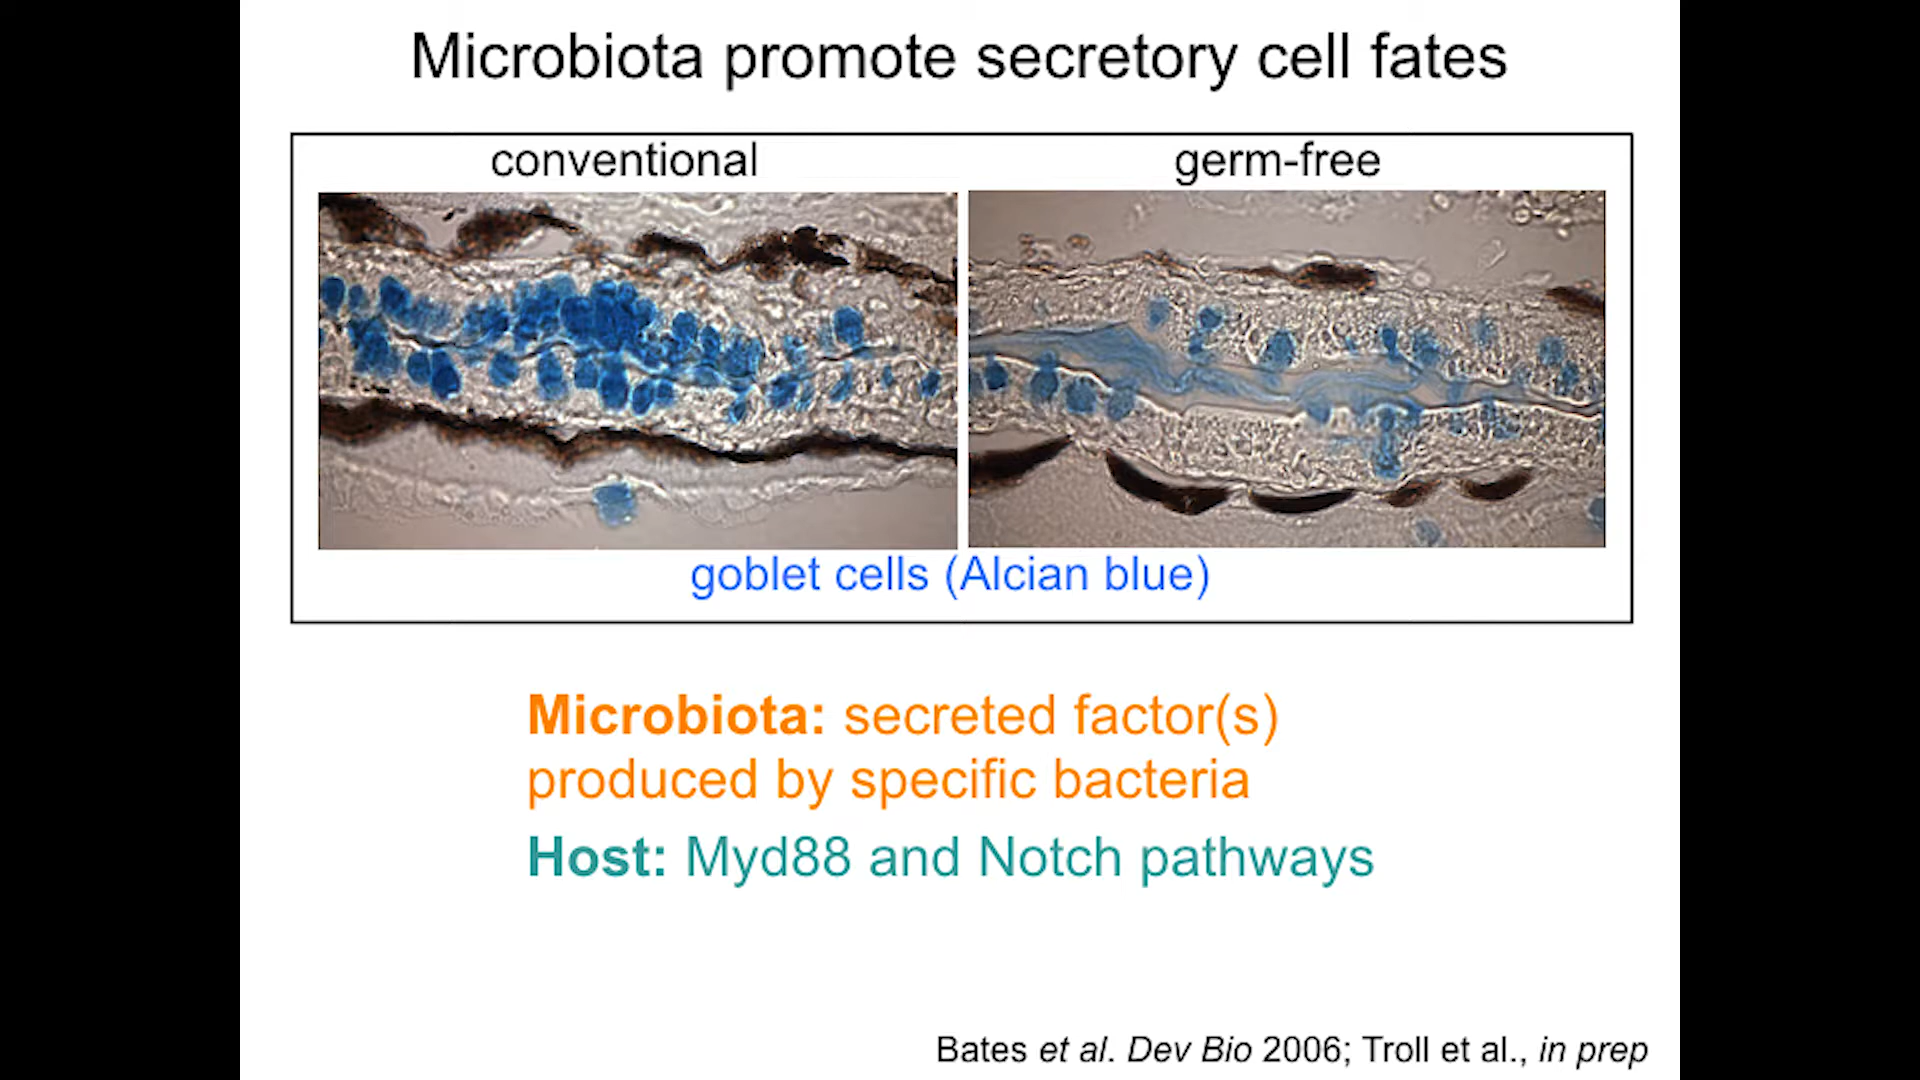 Microbiota promote secretory cell fates
conventional
germ-free
goblet cells (Alcian blue)
Microbiota: secreted factor(s)
produced by specific bacteria
Host: Myd88 and Notch pathways
Bates et al. Dev Bio 2006; Troll et al., in prep